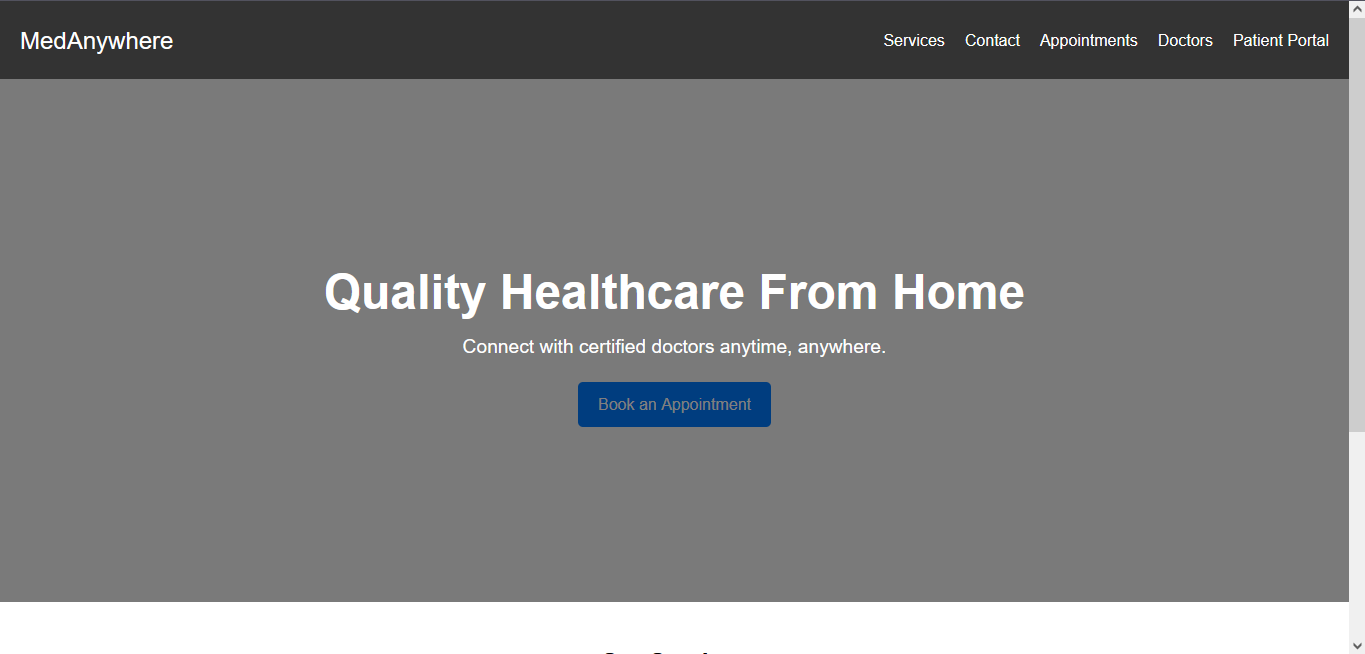 MedAnywhere
Services Contact Appointments Doctors Patient Portal
Quality Healthcare From Home
Connect with certified doctors anytime, anywhere.
Book an Appointment